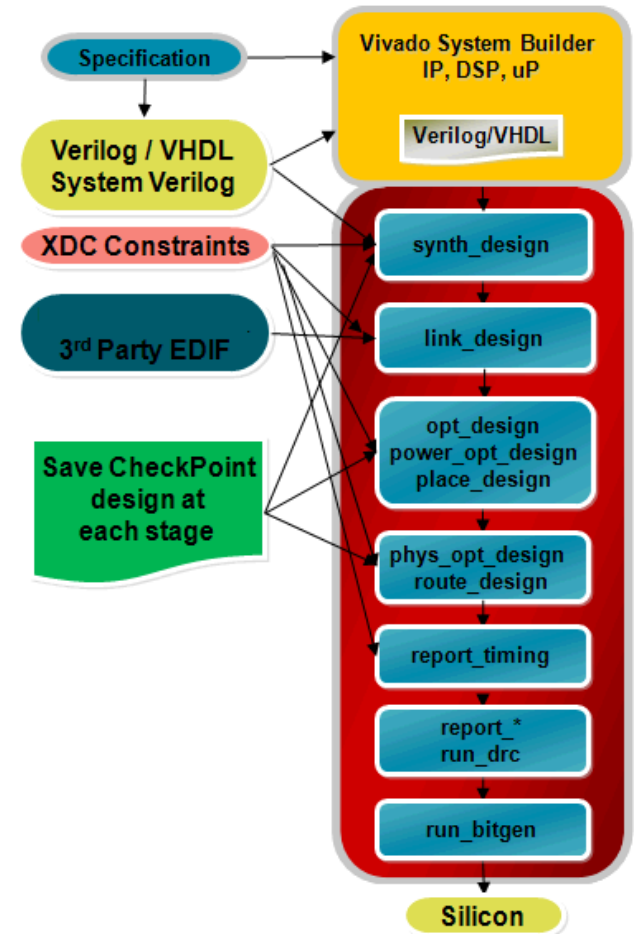 Specification
Vivado System Builder
IP, DSP, uP
Verilog/VHDL
Verilog / VHDL
System Verilog
XDC Constraints
3rd Party EDIF
Save CheckPoint
design at
each stage
synth_design
link_design
opt_design
power_opt_design
place_design
phys_opt_design
route_design
report_timing
report_*
run_drc
run_bitgen
Silicon